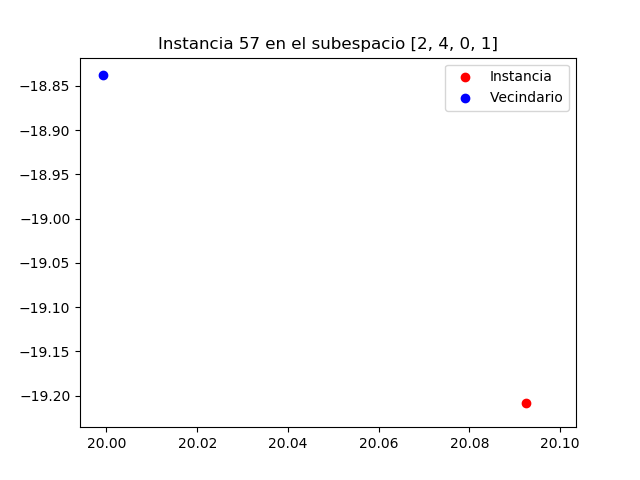 Instancia 57 en el subespacio [2, 4, 0, 1]
Instancia
Vecindario
−18.85
−18.90
−18.95
−19.00
−19.05
−19.10
−19.15
−19.20
20.00 20.02 20.04 20.06 20.08 20.10